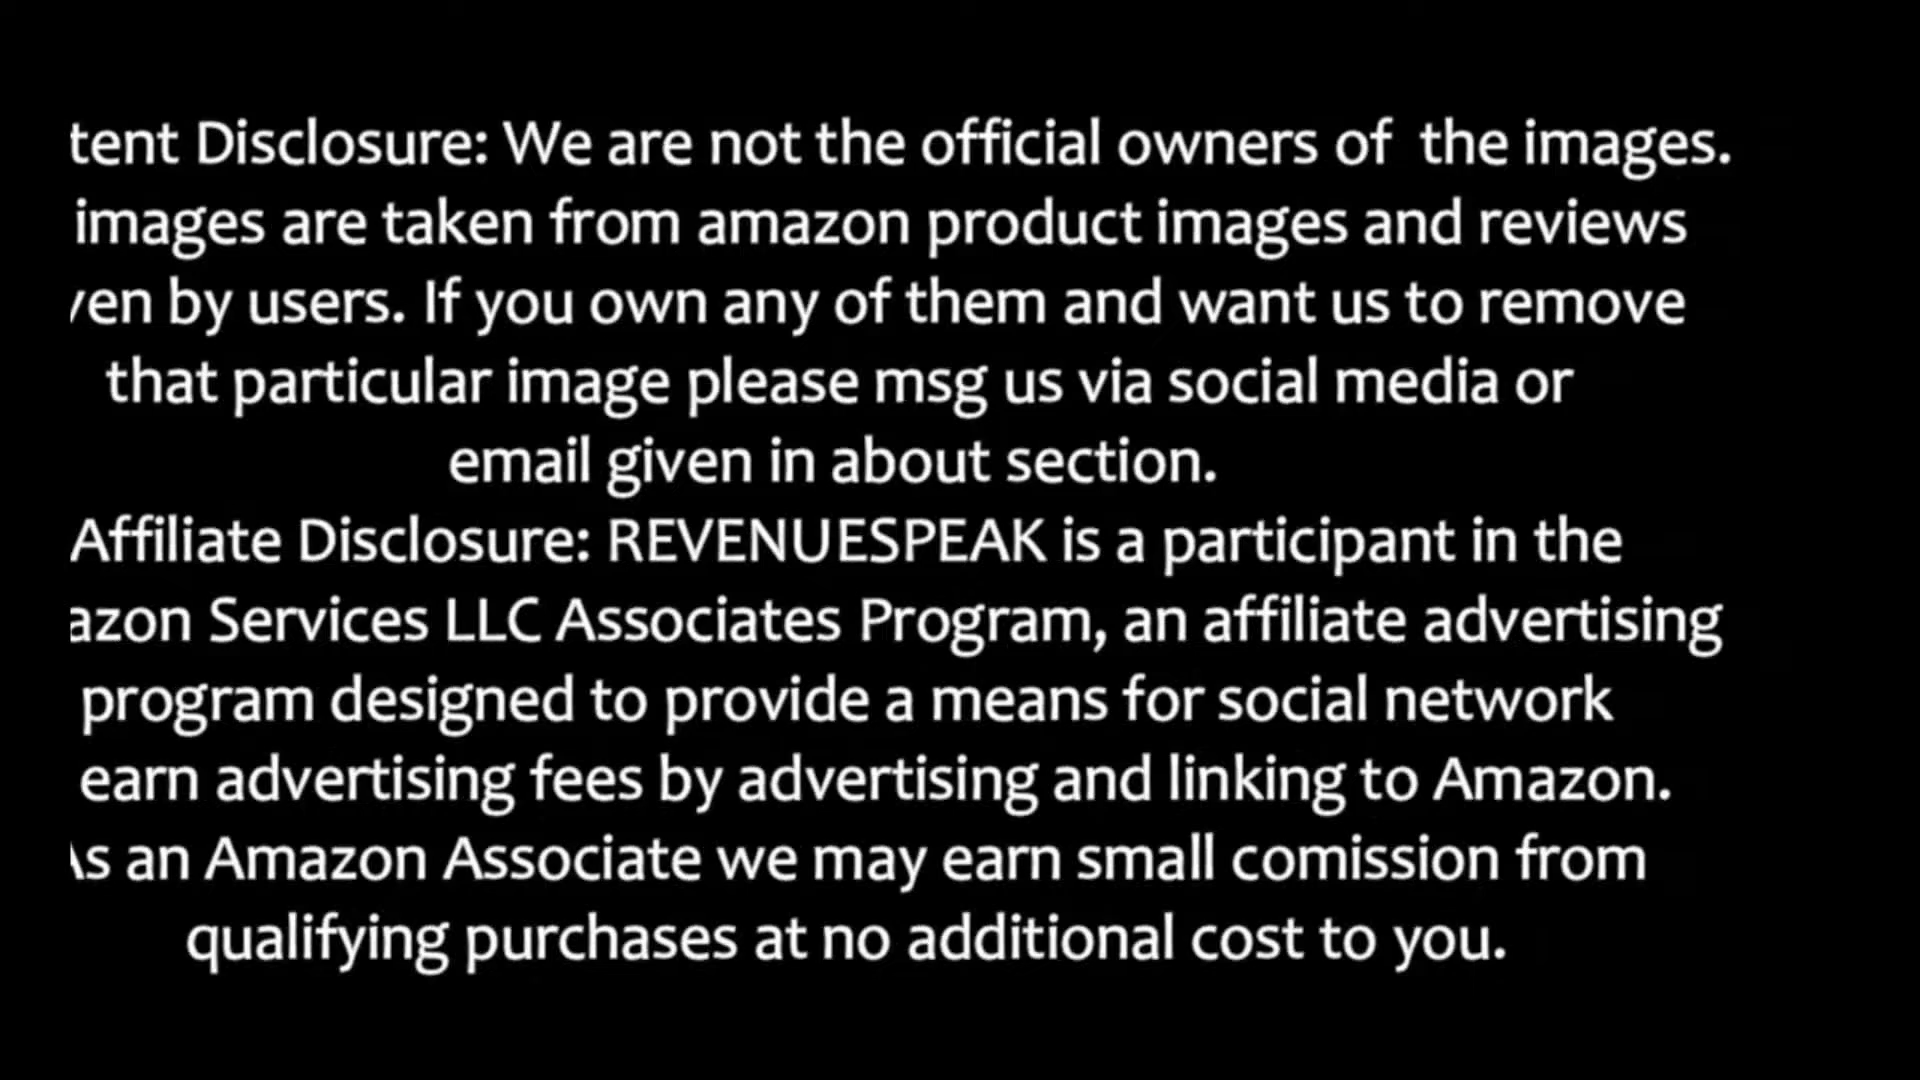 tent Disclosure: We are not the official owners of the images.
images are taken from amazon product images and reviews
ven by users. If you own any of them and want us to remove
that particular image please msg us via social media or
email given in about section.
Affiliate Disclosure: REVENUESPEAK is a participant in the
azon Services LLC Associates Program, an affiliate advertising
program designed to provide a means for social network
earn advertising fees by advertising and linking to Amazon.
As an Amazon Associate we may earn small comission from
qualifying purchases at no additional cost to you.